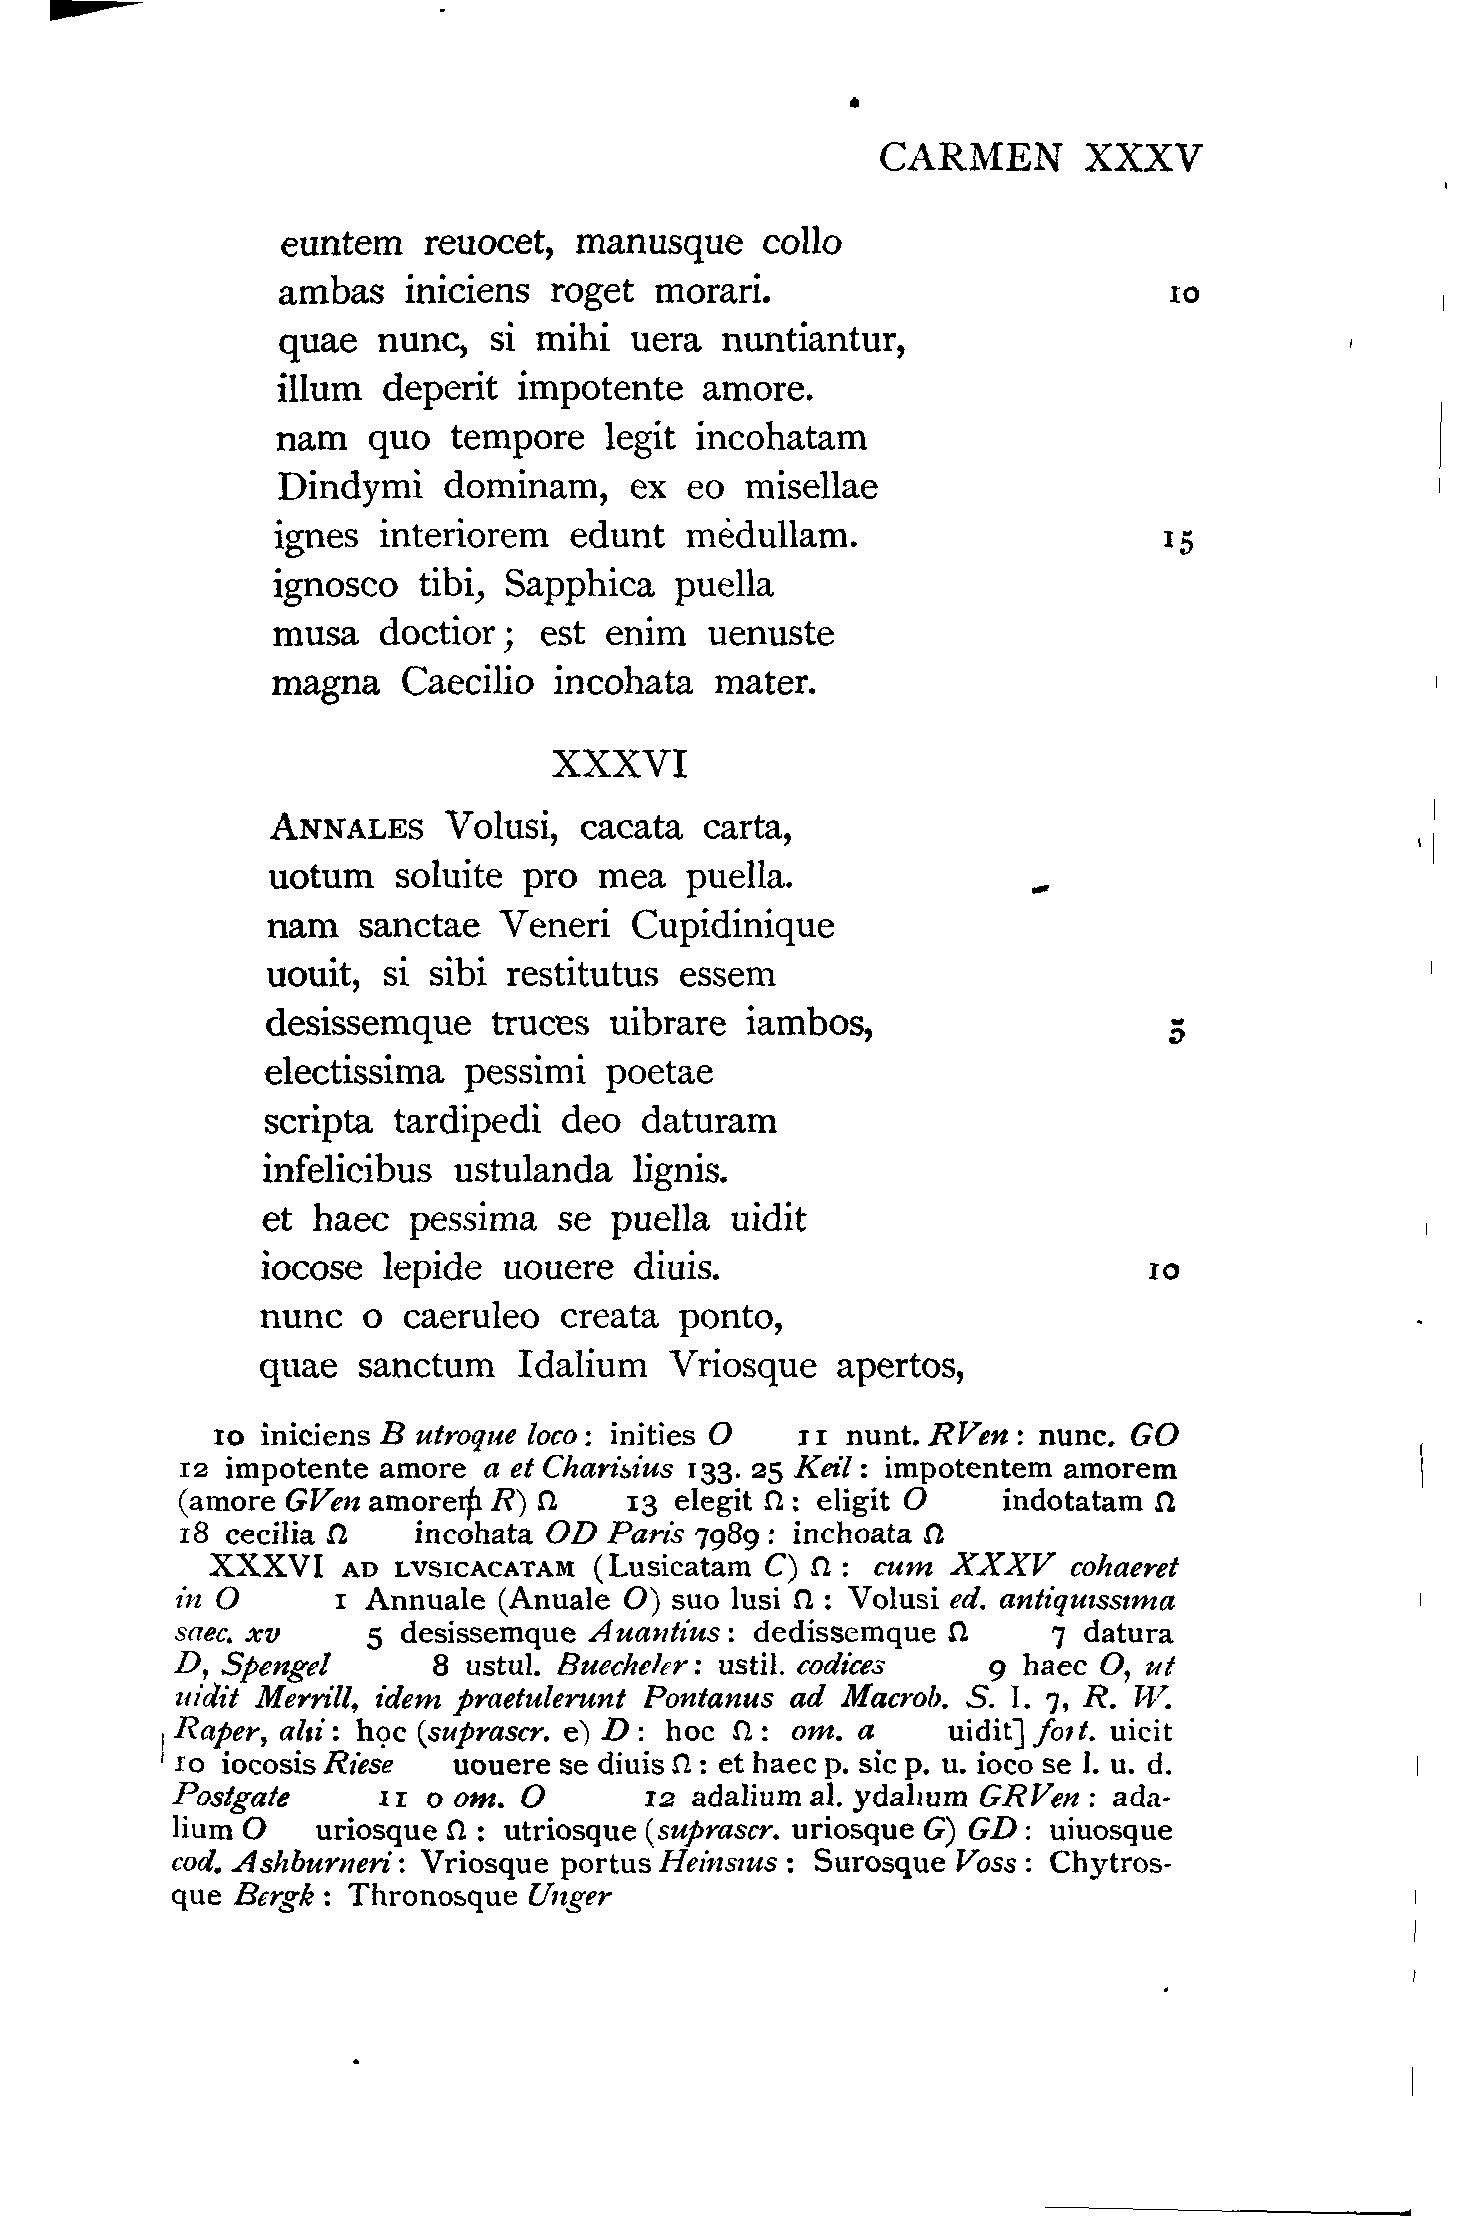 CARMEN XXXV
euntem reuocet, manusque collo
ambas iniciens roget morari. 10
quae nunc, si mihi uera nuntiantur,
illum deperit impotente amore.
nam quo tempore legit incohatam
Dindymi dominam, ex eo misellae
ignes interiorem edunt medullam. 15
ignosco tibi, Sapphica puella
musa doctior; est enim uenuste
magna Caecilio incohata mater.
XXXVI
ANNALES Volusi, cacata carta,
uotum soluite pro mea puella.
nam sanctae Veneri Cupidinique
uouit, si sibi restitutus essem
desissemque truces uibrare iambos, 5
electissima pessimi poetae
scripta tardipedi deo daturam
infelicibus ustulanda lignis.
et haec pessima se puella uidit
iocose lepide uouere diuis. 10
nunc o caeruleo creata ponto,
quae sanctum Idalium Vriosque apertos,
10 iniciens B utroque loco: inities O 11 nunt. RVen: nunc. GO
12 impotente amore a et Charisius 133. 25 Keil: impotentem amorem
(amore GVen R) Ω 13 elegit Ω: eligit O indotatam Ω
18 cecilia Ω incohata OD Paris 7989: inchoata Ω
XXXVI AD LVSICACATAM (Lusicatam C) Ω: cum XXXV cohaeret
in O 1 Annuale (Anuale O) suo lusi Ω: Volusi ed. antiquissima
saec. xv 5 desissemque Auantius: dedissemque Ω 7 datura
D, Spengel 8 ustul. Buecheler: ustil. codices 9 haec O, ut
uidit Merrill, idem praetulerunt Pontanus ad Macrob. S. I. 7, R. W.
Raper, alii: học (suprascr. e) D: hoc Ω: om. a uidit] fort. uicit
10 iocosis Riese uouere se diuis Ω: et haec p. sic p. u. ioco se l. u. d.
Postgate 11 o om. O 12 adalium al. ydalium GRVen: ada-
lium O uriosque Ω: utriosque (suprascr. uriosque G) GD: uiuosque
cod. Ashburneri: Vriosque portus Heinsius: Surosque Voss: Chytros-
que Bergk: Thronosque Unger